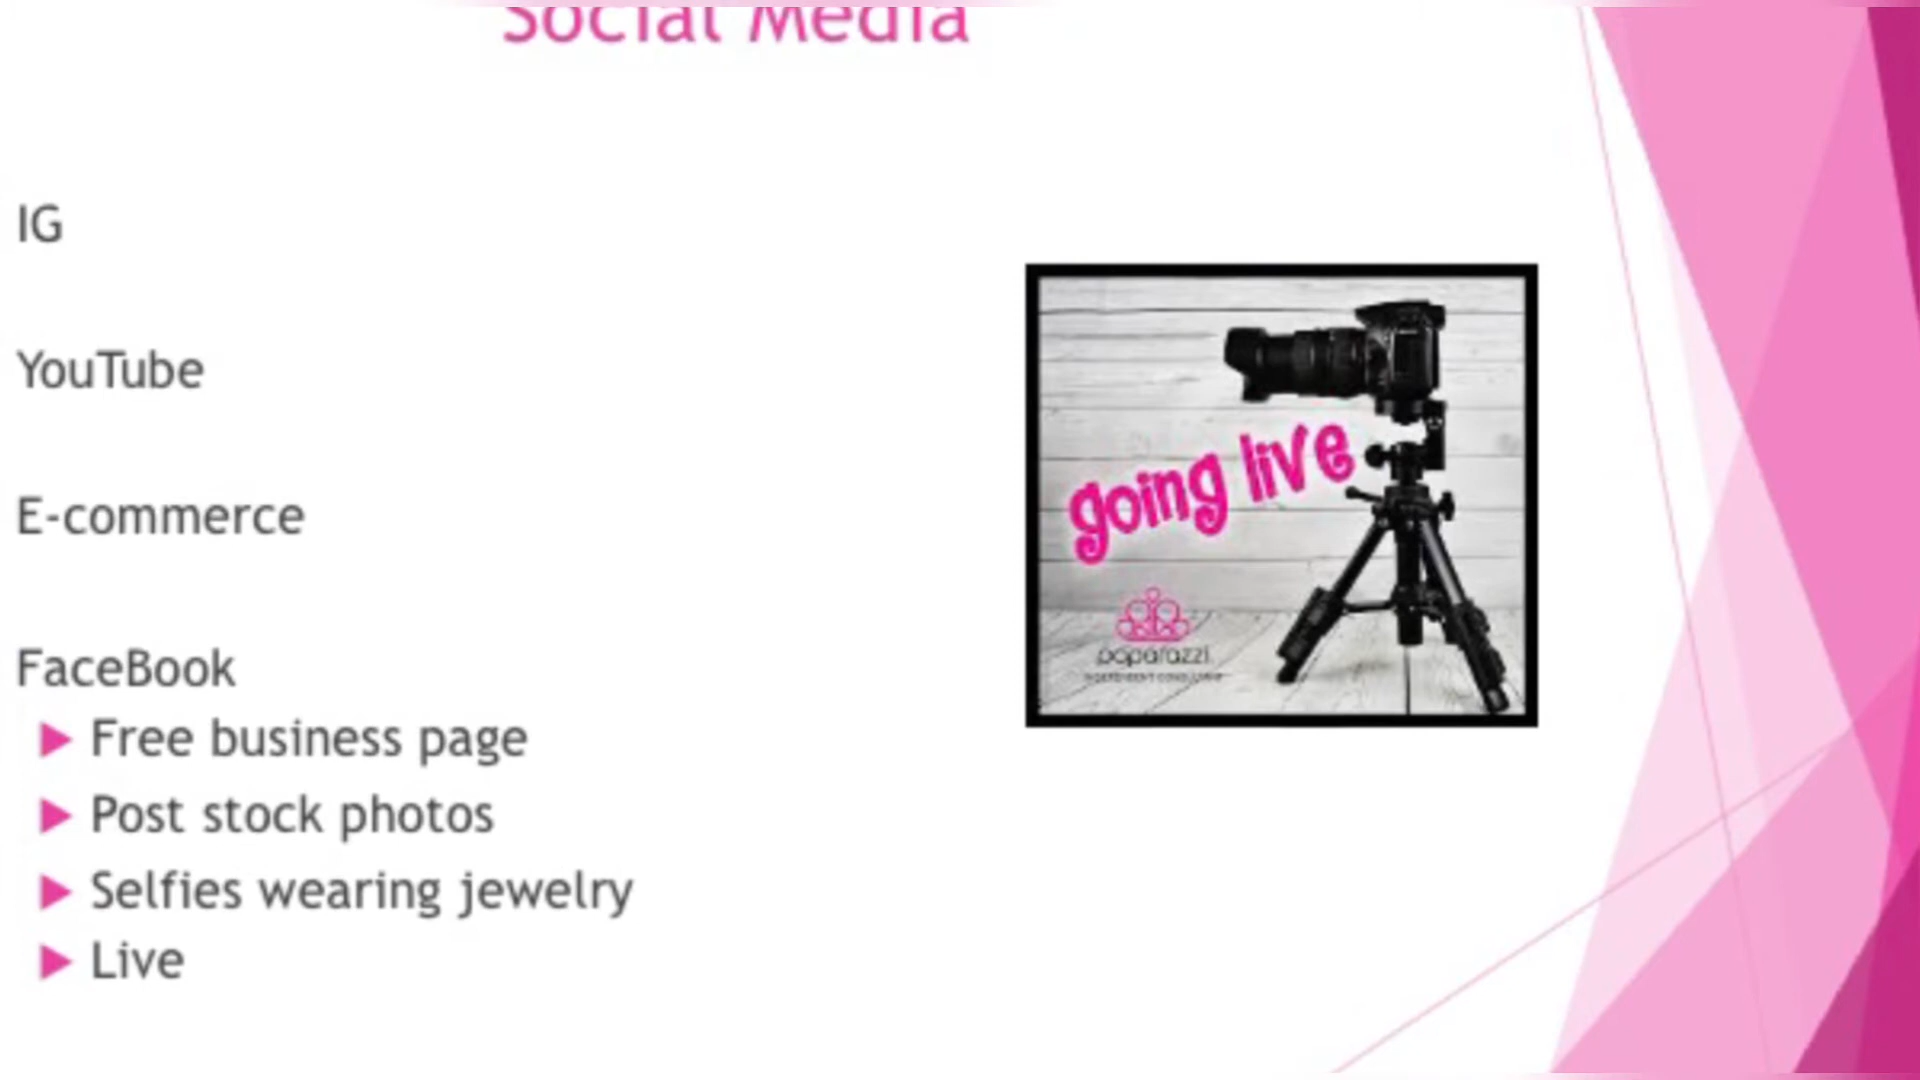 Social Media
IG
YouTube
E-commerce
FaceBook
Free business page
Post stock photos
Selfies wearing jewelry
Live
going live
paparazzi